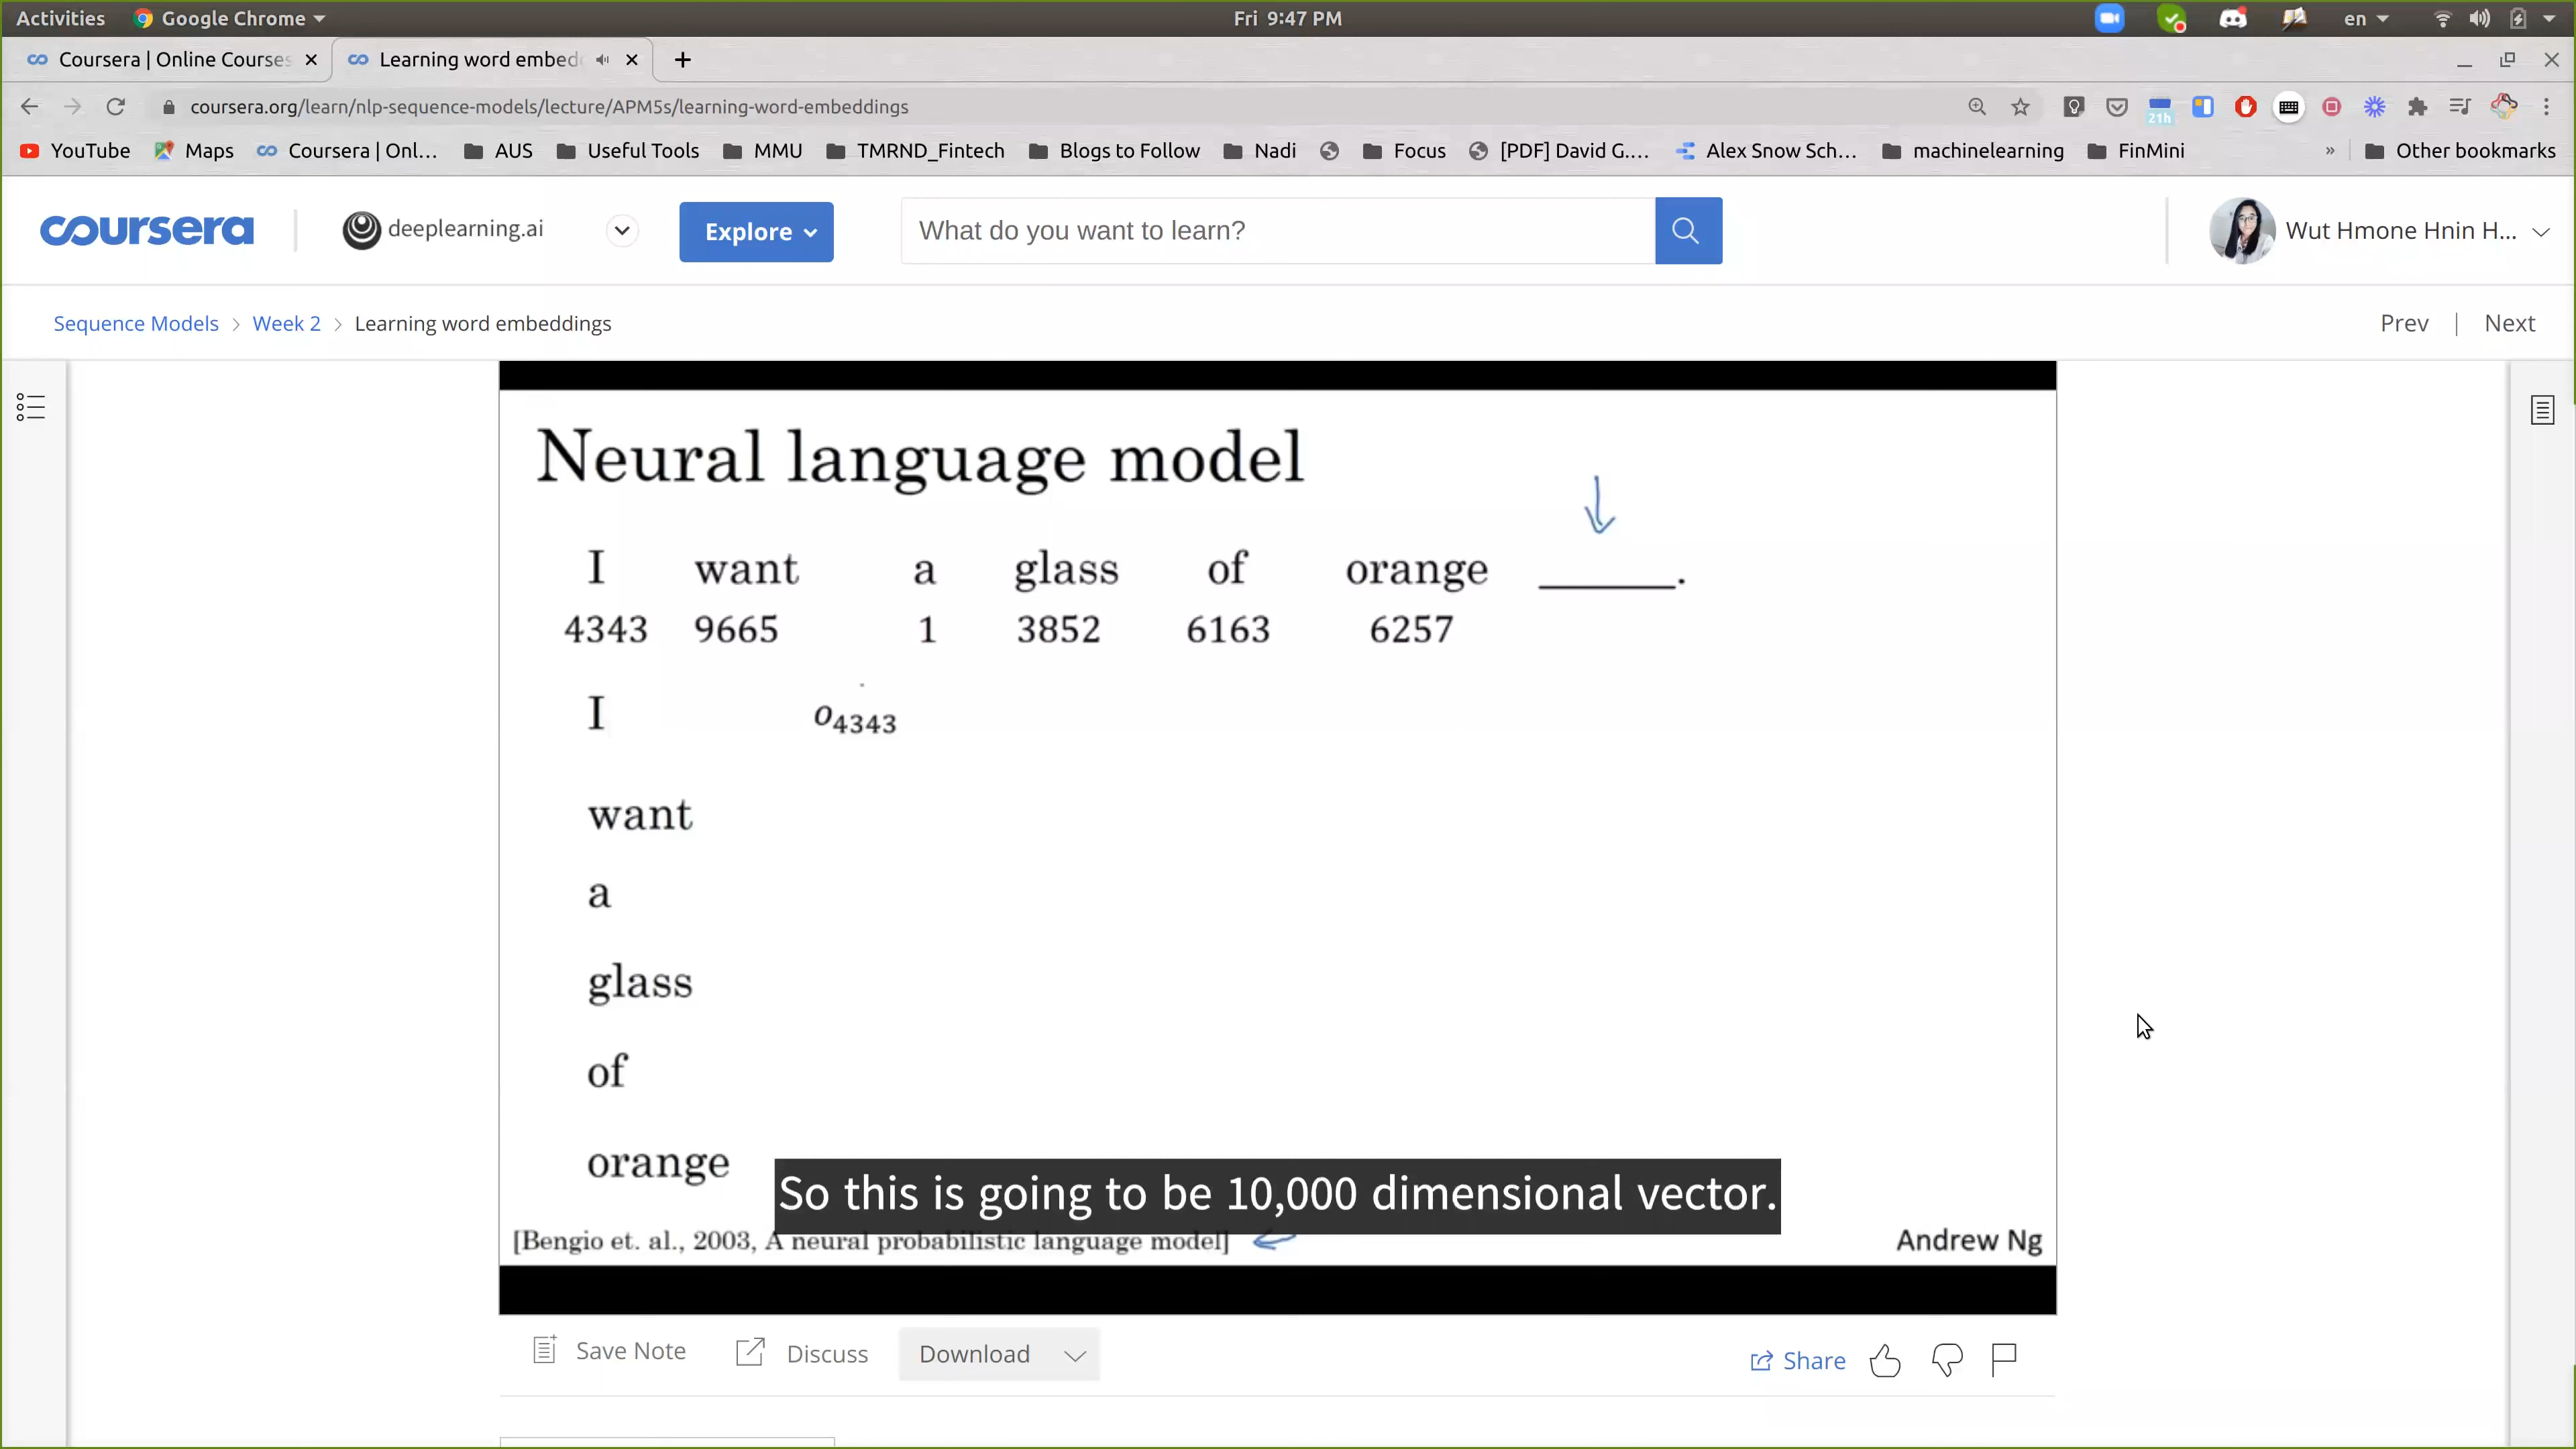 Activities Google Chrome Fri 9:47 PM en
Coursera | Online Courses Learning word embed
coursera.org/learn/nlp-sequence-models/lecture/APM5s/learning-word-embeddings
21h
YouTube Maps Coursera | Onl... AUS Useful Tools MMU TMRND_Fintech Blogs to Follow Nadi Focus [PDF] David G.... Alex Snow Sch... machinelearning FinMini » Other bookmarks
coursera deeplearning.ai Explore What do you want to learn? Wut Hmone Hnin H...
Sequence Models > Week 2 > Learning word embeddings Prev | Next
Neural language model
I want a glass of orange ______.
4343 9665 1 3852 6163 6257
I o4343
want
a
glass
of
orange
So this is going to be 10,000 dimensional vector.
[Bengio et. al., 2003, A neural probabilistic language model] Andrew Ng
Save Note Discuss Download Share